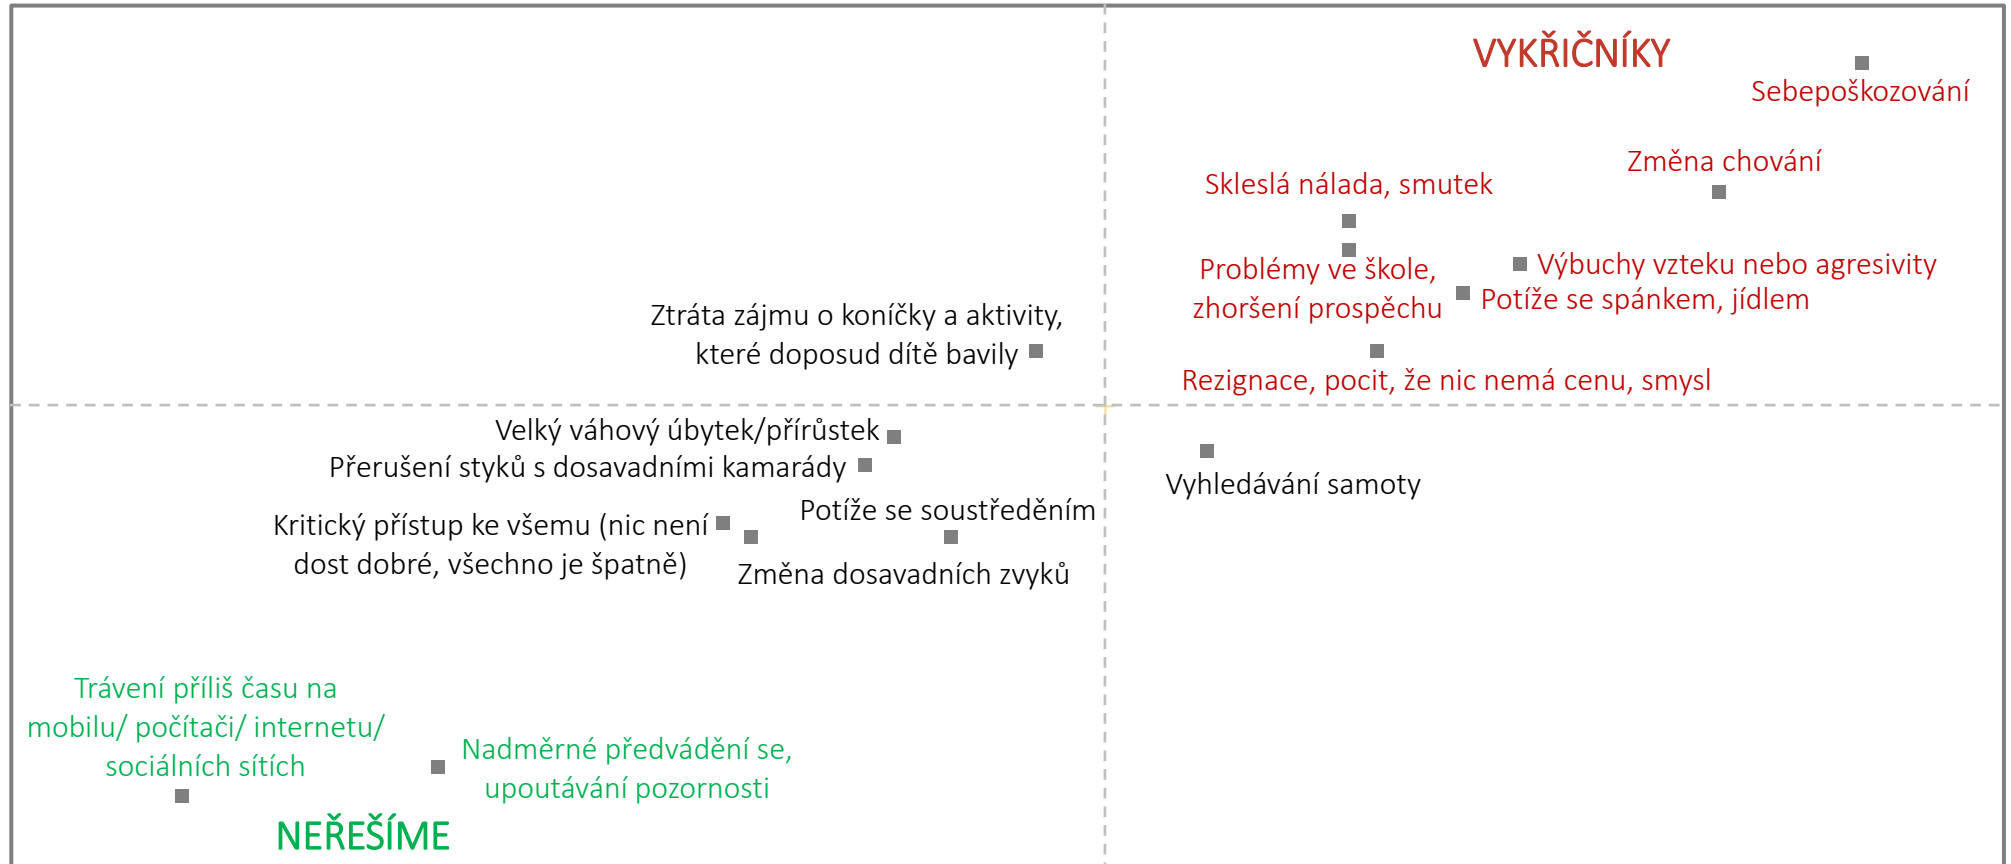 VYKŘIČNÍKY
Sebepoškozování
Změna chování
Skleslá nálada, smutek
Problémy ve škole,
zhoršení prospěchu
Výbuchy vzteku nebo agresivity
Potíže se spánkem, jídlem
Ztráta zájmu o koníčky a aktivity,
které doposud dítě bavily
Rezignace, pocit, že nic nemá cenu, smysl
Velký váhový úbytek/přírůstek
Přerušení styků s dosavadními kamarády
Vyhledávání samoty
Potíže se soustředěním
Kritický přístup ke všemu (nic není
dost dobré, všechno je špatně)
Změna dosavadních zvyků
Trávení příliš času na
mobilu/ počítači/ internetu/
sociálních sítích
Nadměrné předvádění se,
upoutávání pozornosti
NEŘEŠÍME